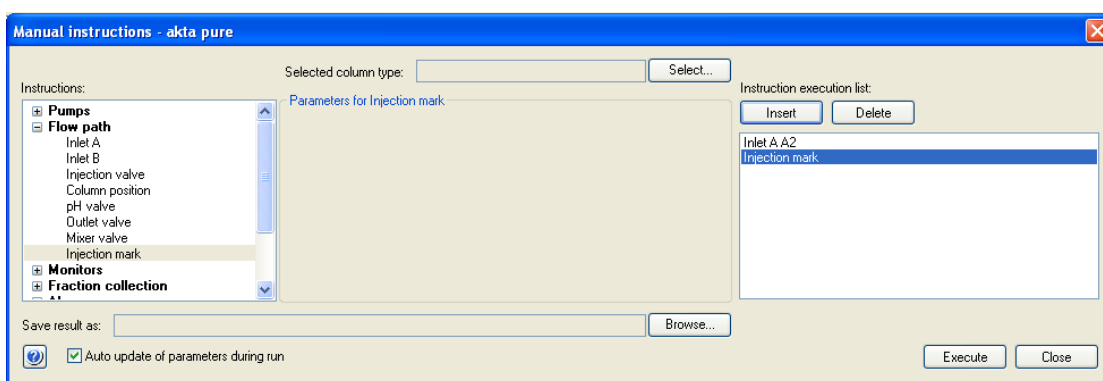 Manual instructions - akta pure
Selected column type:
Select...
Instructions:
Pumps
Flow path
Inlet A
Inlet B
Injection valve
Column position
pH valve
Outlet valve
Mixer valve
Injection mark
Monitors
Fraction collection
Parameters for Injection mark
Instruction execution list:
Insert
Delete
Inlet A A2
Injection mark
Save result as:
Browse...
Auto update of parameters during run
Execute
Close